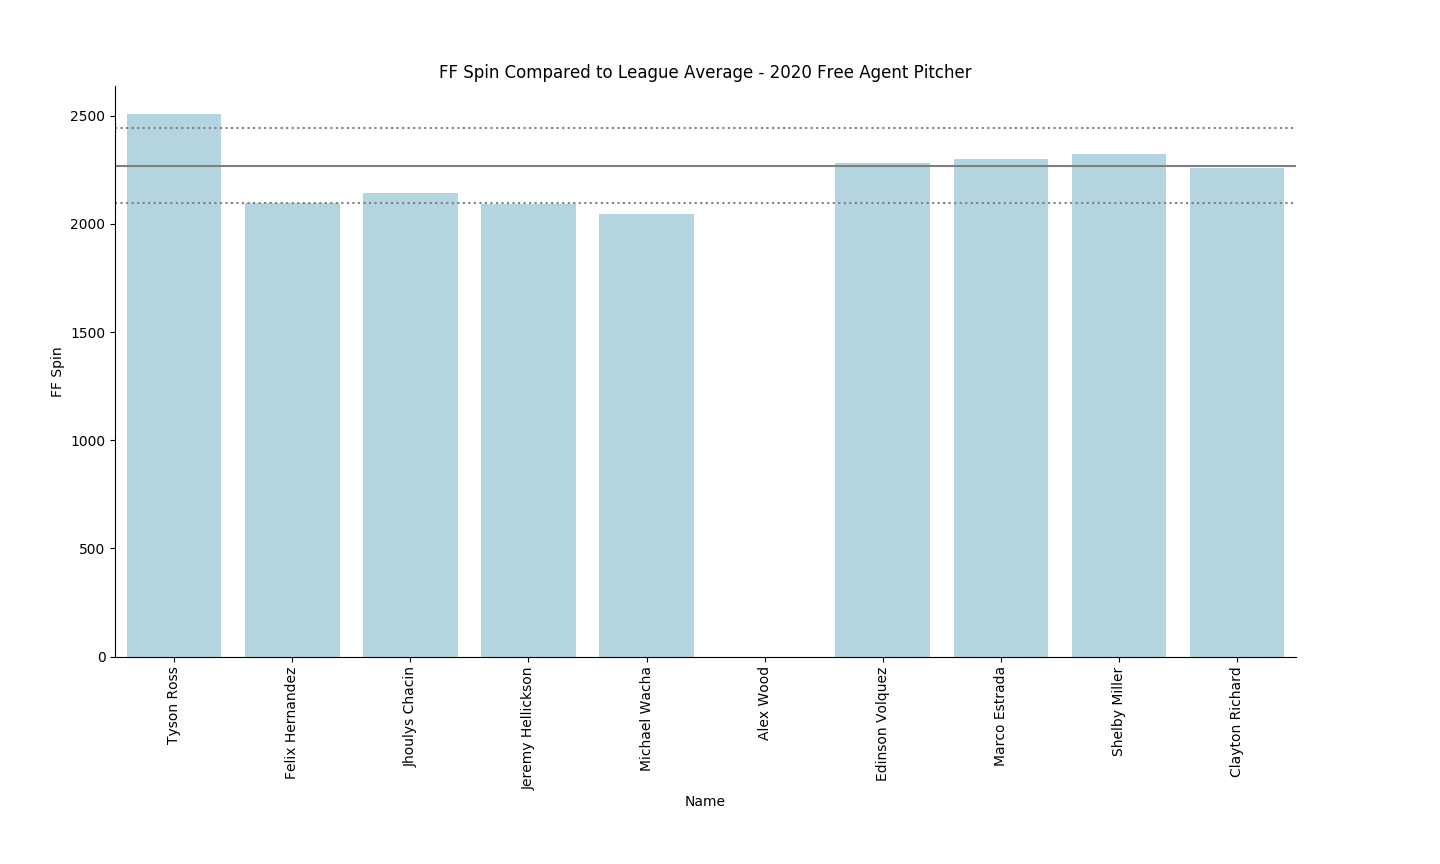 FF Spin Compared to League Average - 2020 Free Agent Pitcher
2500
2000
1500
1000
500
0
FF Spin
Tyson Ross
Felix Hernandez
Jhoulys Chacin
Jeremy Hellickson
Michael Wacha
Alex Wood
Edinson Volquez
Marco Estrada
Shelby Miller
Clayton Richard
Name